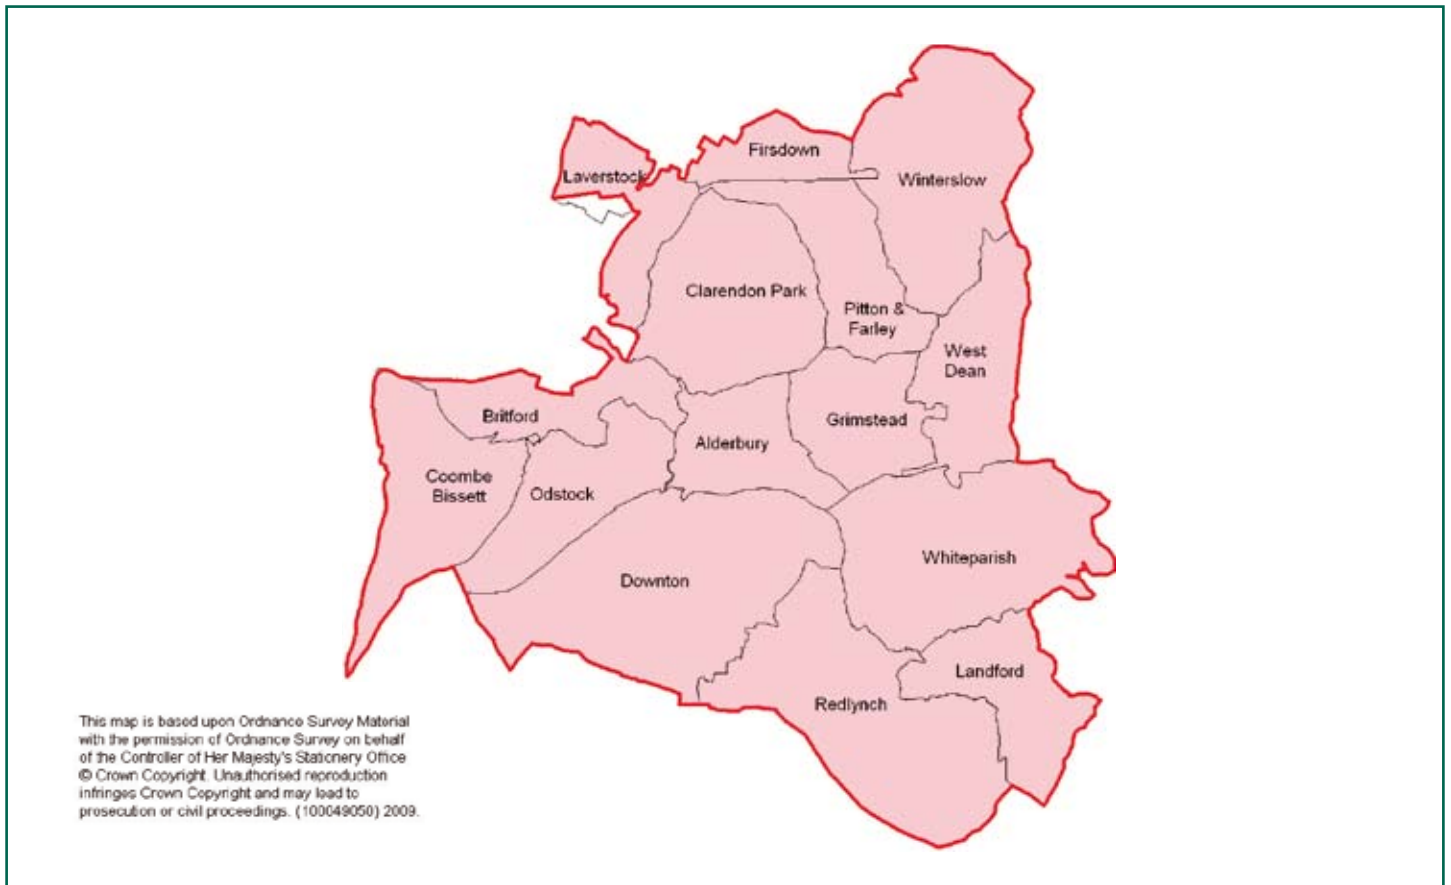 Firsdown
Laverstock
Winterslow
Clarendon Park
Pitton &
Farley
West
Dean
Britford
Grimstead
Alderbury
Coombe
Bissett
Odstock
Whiteparish
Downton
Landford
Redlynch
This map is based upon Ordnance Survey Material
with the permission of Ordnance Survey on behalf
of the Controller of Her Majesty's Stationery Office
© Crown Copyright. Unauthorised reproduction
infringes Crown Copyright and may lead to
prosecution or civil proceedings. (100049050) 2009.